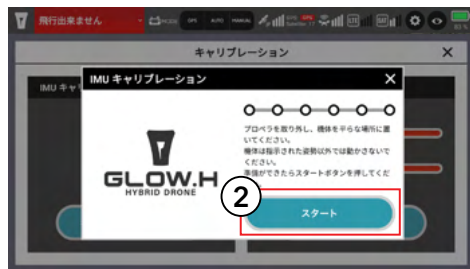 飛行出来ません
MODE
GPS
AUTO
MANUAL
キャリブレーション
IMU キャリブレーション
プロペラを取り外し、機体を平らな場所に置
いてください。
機体は指示された姿勢以外では動かさないで
ください。
準備ができたらスタートボタンを押してくだ
GLOW.H
HYBRID DRONE
2
スタート